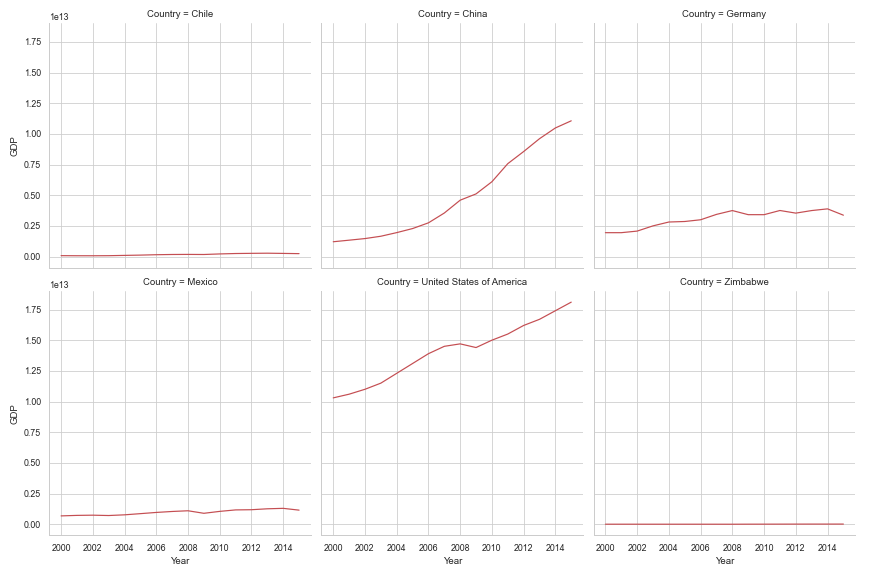 Country = Chile
Country = China
Country = Germany
1e13
1.75
1.50
1.25
1.00
0.75
0.50
0.25
0.00
GDP
Country = Mexico
Country = United States of America
Country = Zimbabwe
1e13
1.75
1.50
1.25
1.00
0.75
0.50
0.25
0.00
GDP
2000 2002 2004 2006 2008 2010 2012 2014
2000 2002 2004 2006 2008 2010 2012 2014
2000 2002 2004 2006 2008 2010 2012 2014
Year
Year
Year